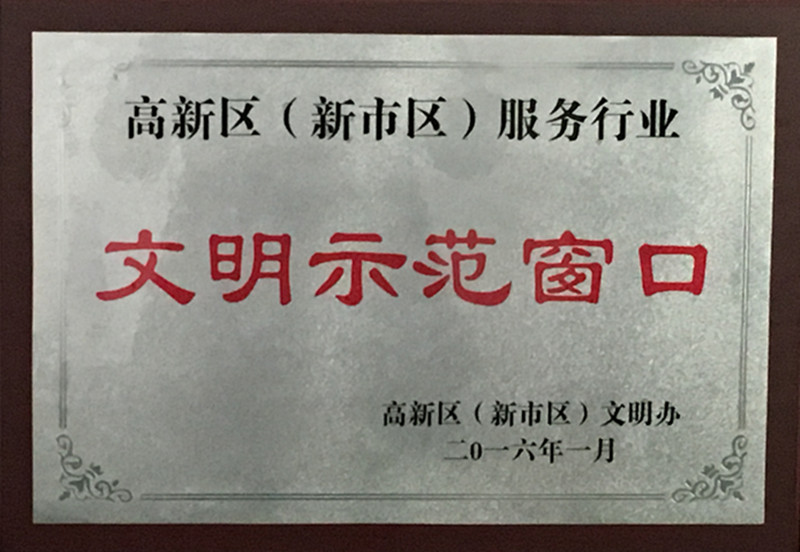 高新区（新市区）服务行业
文明示范窗口
高新区（新市区）文明办
二0一六年一月